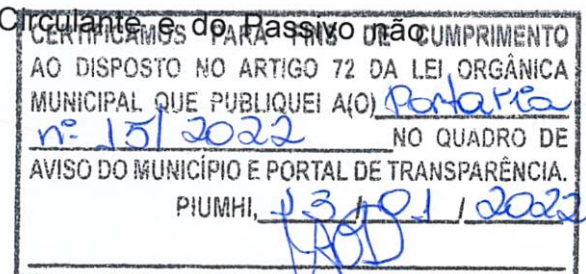 Circulante e do Passivo não
CERTIFICAMOS PARA FINS DE CUMPRIMENTO
AO DISPOSTO NO ARTIGO 72 DA LEI ORGÂNICA
MUNICIPAL QUE PUBLIQUEI A(O) Portaria
nº 15/2022 NO QUADRO DE
AVISO DO MUNICÍPIO E PORTAL DE TRANSPARÊNCIA.
PIUMHI, 13/01/2022